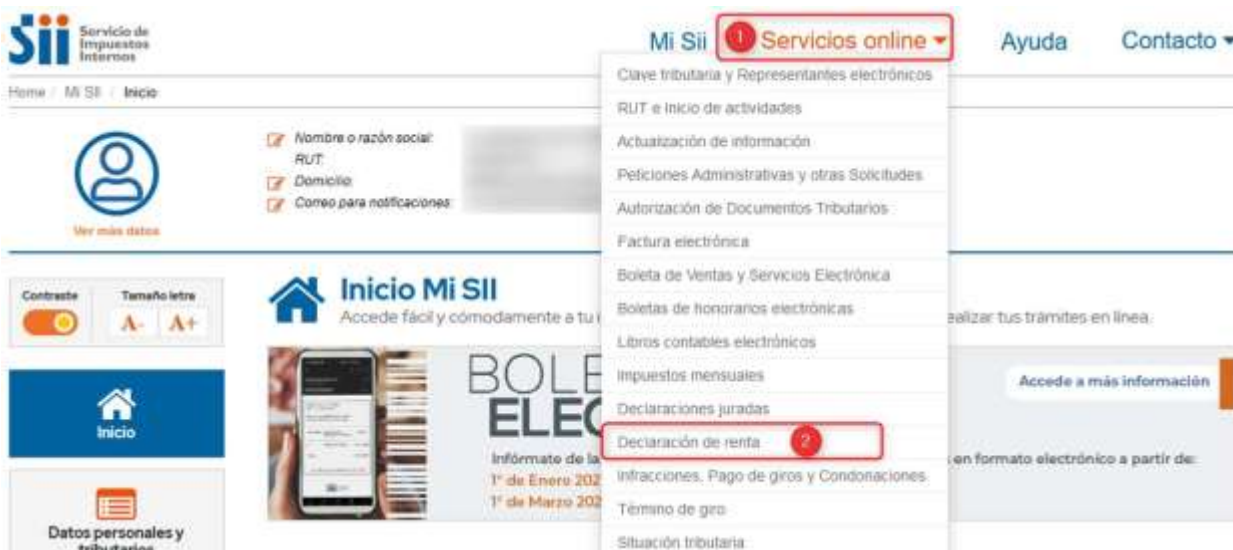 Sii Servicio de
Impuestos
Internos
Mi Sii 1 Servicios online Ayuda Contacto
Home / Mi SII / Inicio
Nombre o razón social:
RUT:
Domicilio:
Correo para notificaciones:
Ver más datos
Clave tributaria y Representantes electrónicos
RUT e Inicio de actividades
Actualización de información
Peticiones Administrativas y otras Solicitudes
Autorización de Documentos Tributarios
Factura electrónica
Boleta de Ventas y Servicios Electrónica
Boletas de honorarios electrónicas
Libros contables electrónicos
Impuestos mensuales
Declaraciones juradas
Declaración de renta 2
Infracciones, Pago de giros y Condonaciones
Término de giro
Situación tributaria
Contraste Tamaño letra
A- A+
Inicio
Datos personales y
tributarios
Inicio Mi SII
Accede fácil y cómodamente a tu i ealizar tus trámites en línea.
BOLE
ELEC
Accede a más información
Infórmate de la en formato electrónico a partir de:
1° de Enero 202
1° de Marzo 202